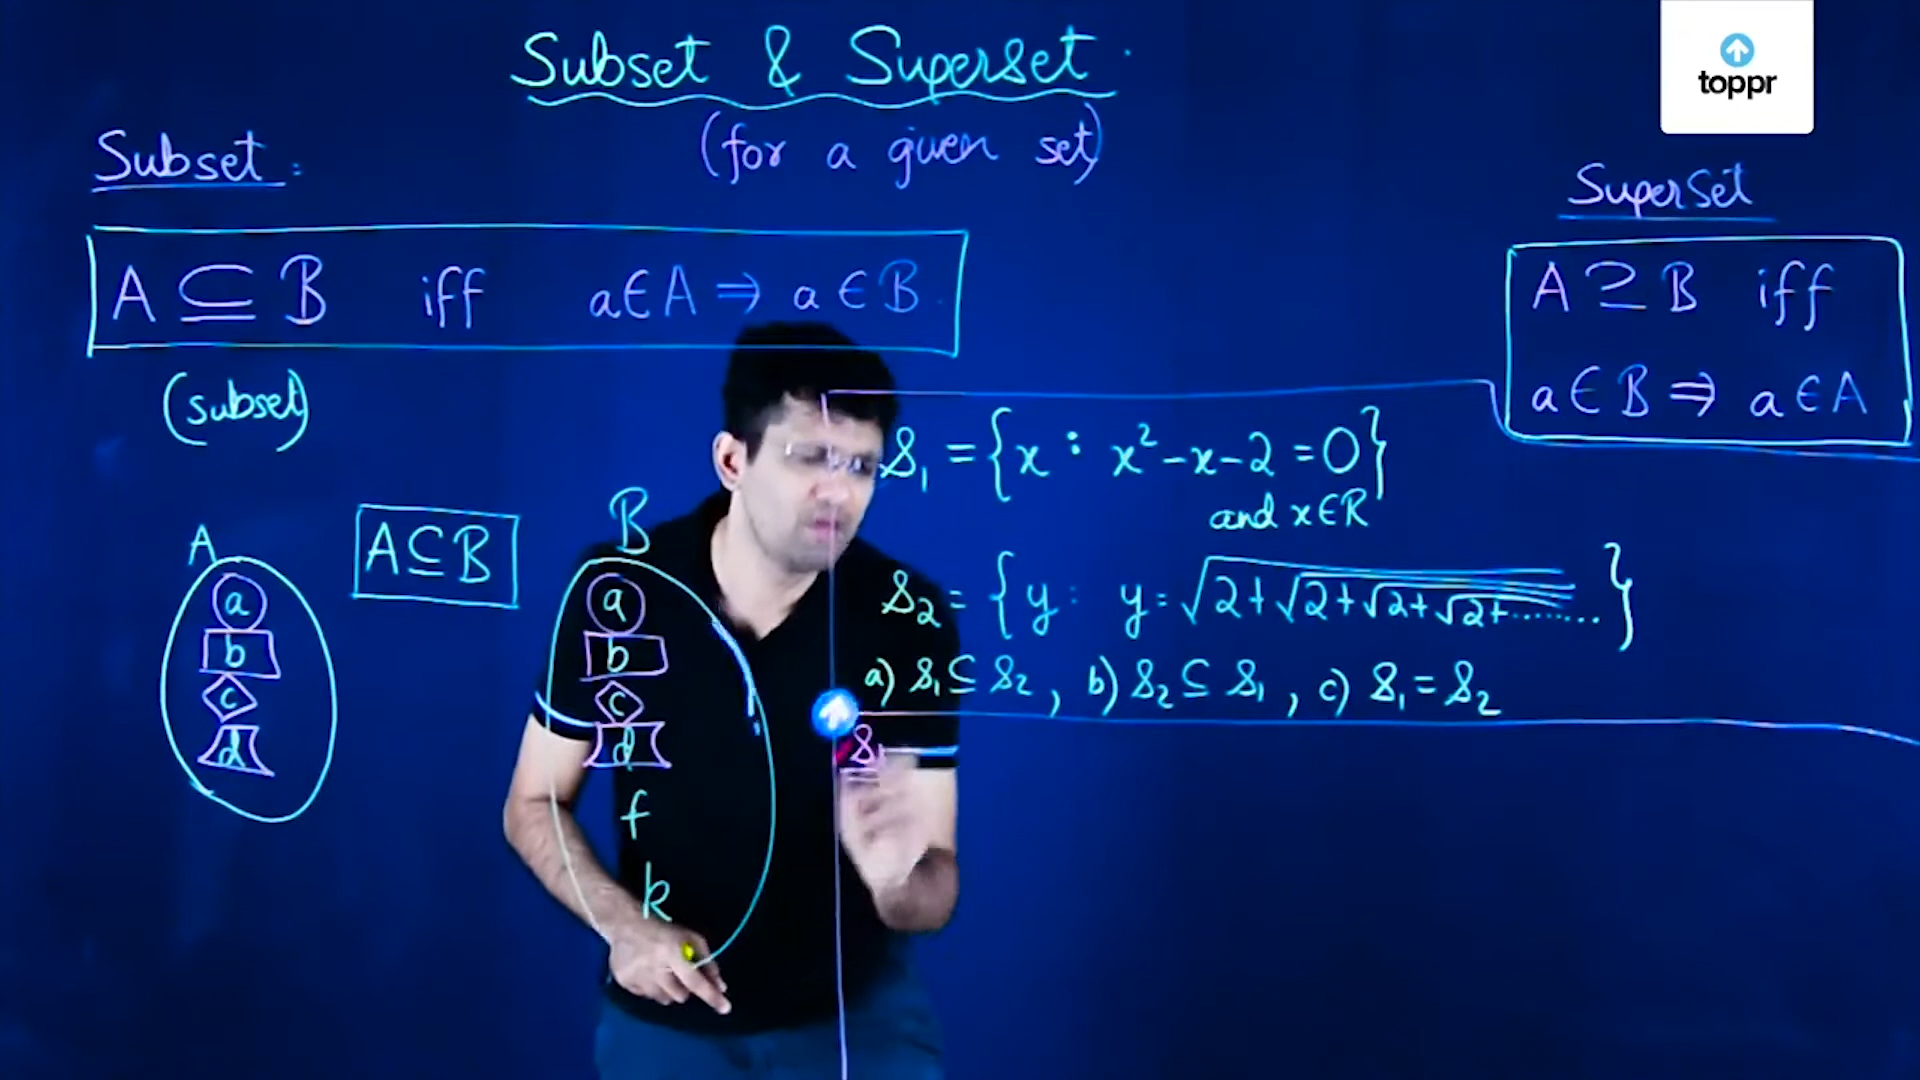 Subset & Superset
(for a given set)
toppr
Subset:
A ⊆ B iff a∈A ⇒ a∈B
(subset)
SuperSet
A ⊇ B iff
a∈B ⇒ a∈A
S₁ = {x : x²-x-2=0}
and x∈R
S₂ = {y : y = √2+√2+√2+√2+........}
a) S₁⊆S₂, b) S₂⊆S₁, c) S₁=S₂
S₁
A
A⊆B
B
a
b
c
d
a
b
c
d
f
k